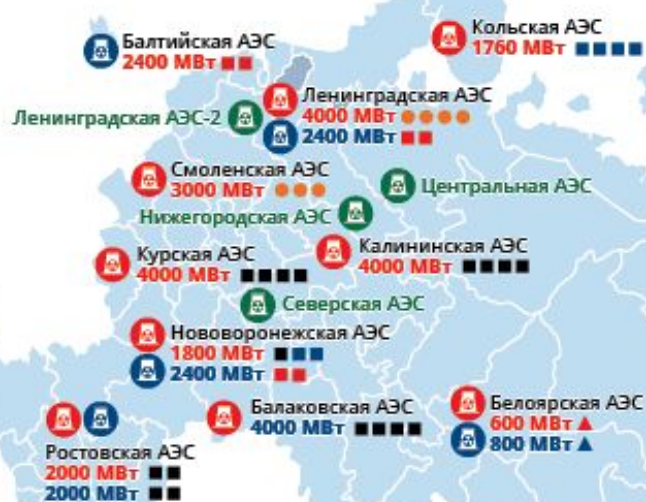 Балтийская АЭС
2400 МВт
Кольская АЭС
1760 МВт
Ленинградская АЭС-2
Ленинградская АЭС
4000 МВт
2400 МВт
Смоленская АЭС
3000 МВт
Центральная АЭС
Нижегородская АЭС
Курская АЭС
4000 МВт
Калининская АЭС
4000 МВт
Северская АЭС
Нововоронежская АЭС
1800 МВт
2400 МВт
Балаковская АЭС
4000 МВт
Белоярская АЭС
600 МВт
800 МВт
Ростовская АЭС
2000 МВт
2000 МВт